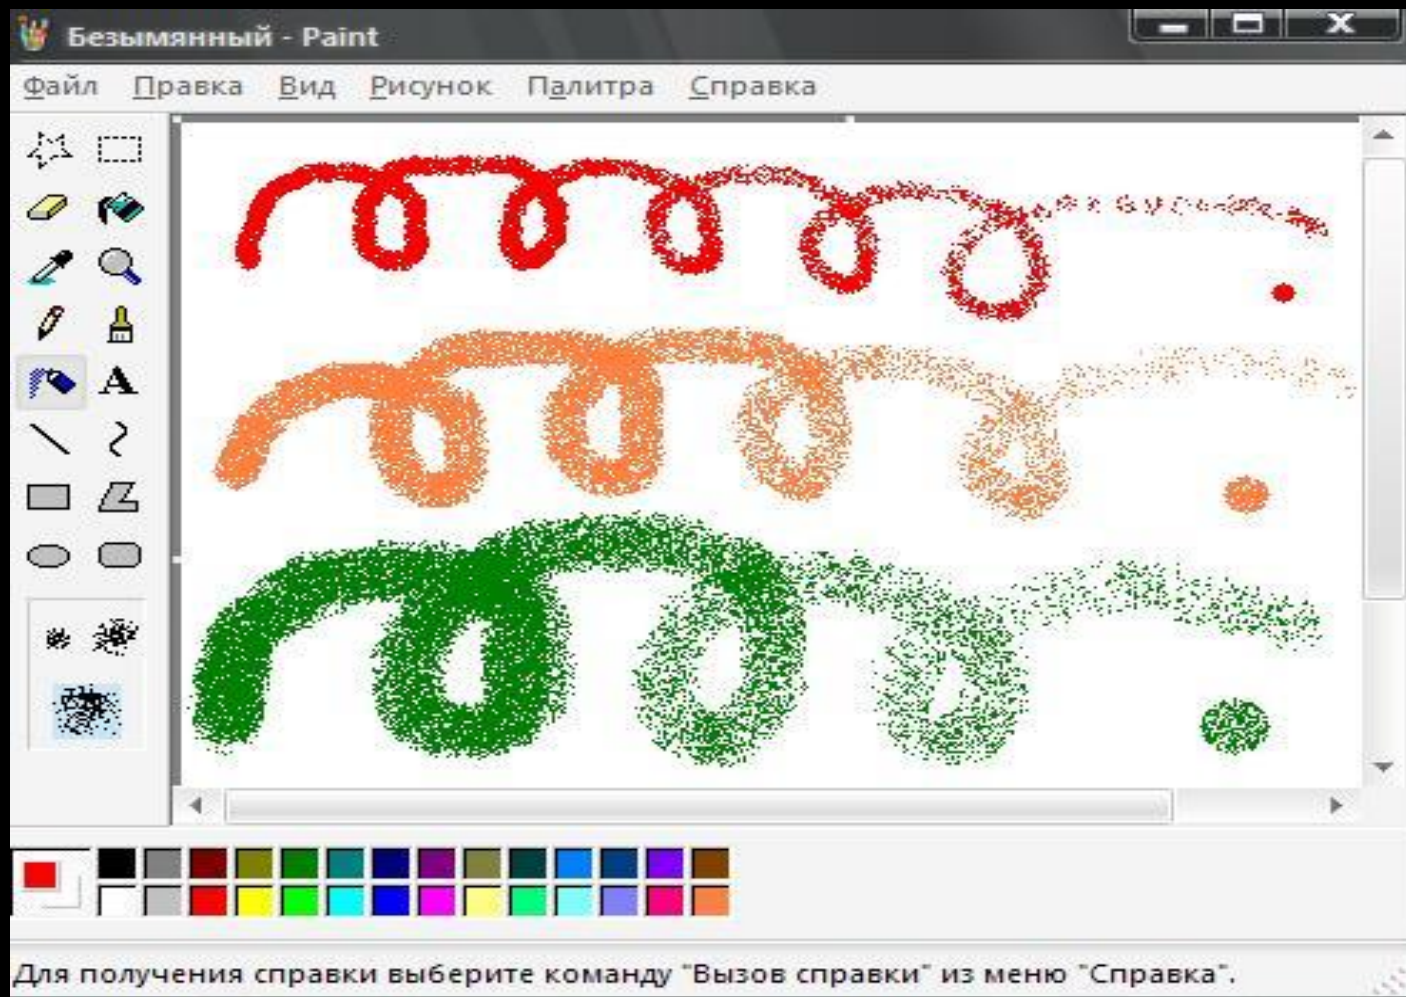 Безымянный - Paint
Файл Правка Вид Рисунок Палитра Справка
A
Для получения справки выберите команду "Вызов справки" из меню "Справка".